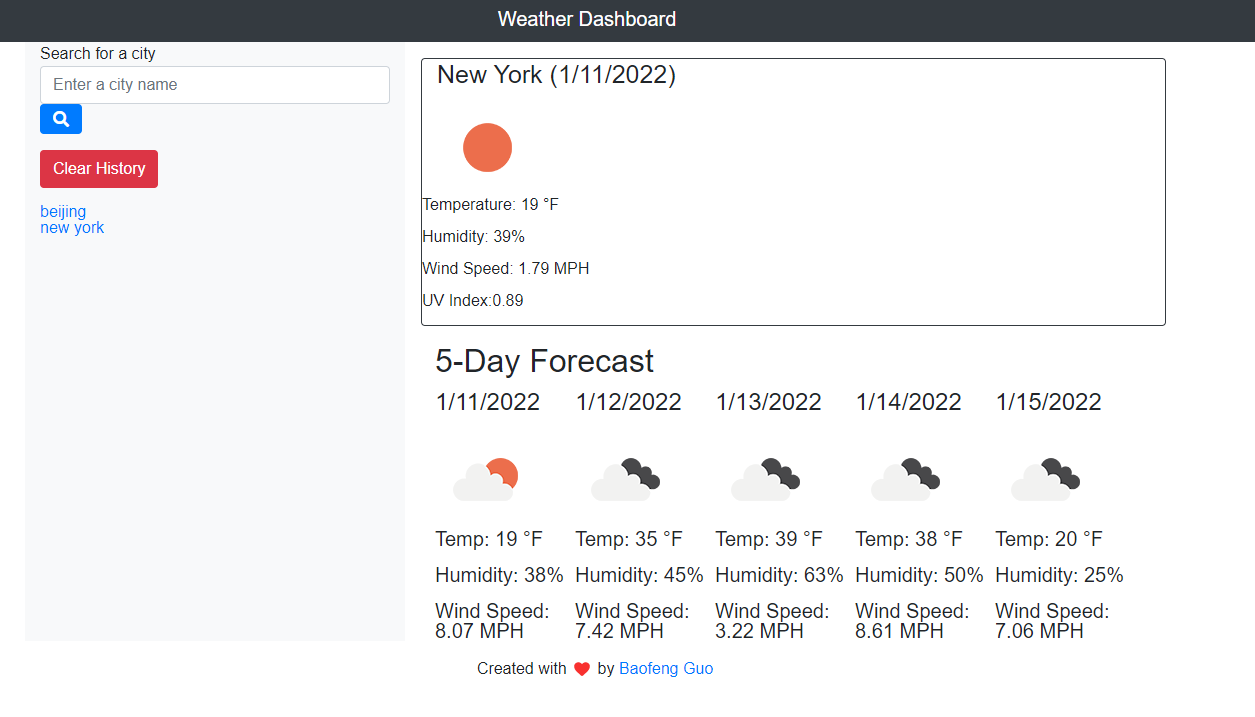 Weather Dashboard
Search for a city
Enter a city name
Clear History
beijing
new york
New York (1/11/2022)
Temperature: 19 °F
Humidity: 39%
Wind Speed: 1.79 MPH
UV Index:0.89
5-Day Forecast
1/11/2022 1/12/2022 1/13/2022 1/14/2022 1/15/2022
Temp: 19 °F Temp: 35 °F Temp: 39 °F Temp: 38 °F Temp: 20 °F
Humidity: 38% Humidity: 45% Humidity: 63% Humidity: 50% Humidity: 25%
Wind Speed: Wind Speed: Wind Speed: Wind Speed: Wind Speed:
8.07 MPH 7.42 MPH 3.22 MPH 8.61 MPH 7.06 MPH
Created with ❤️ by Baofeng Guo